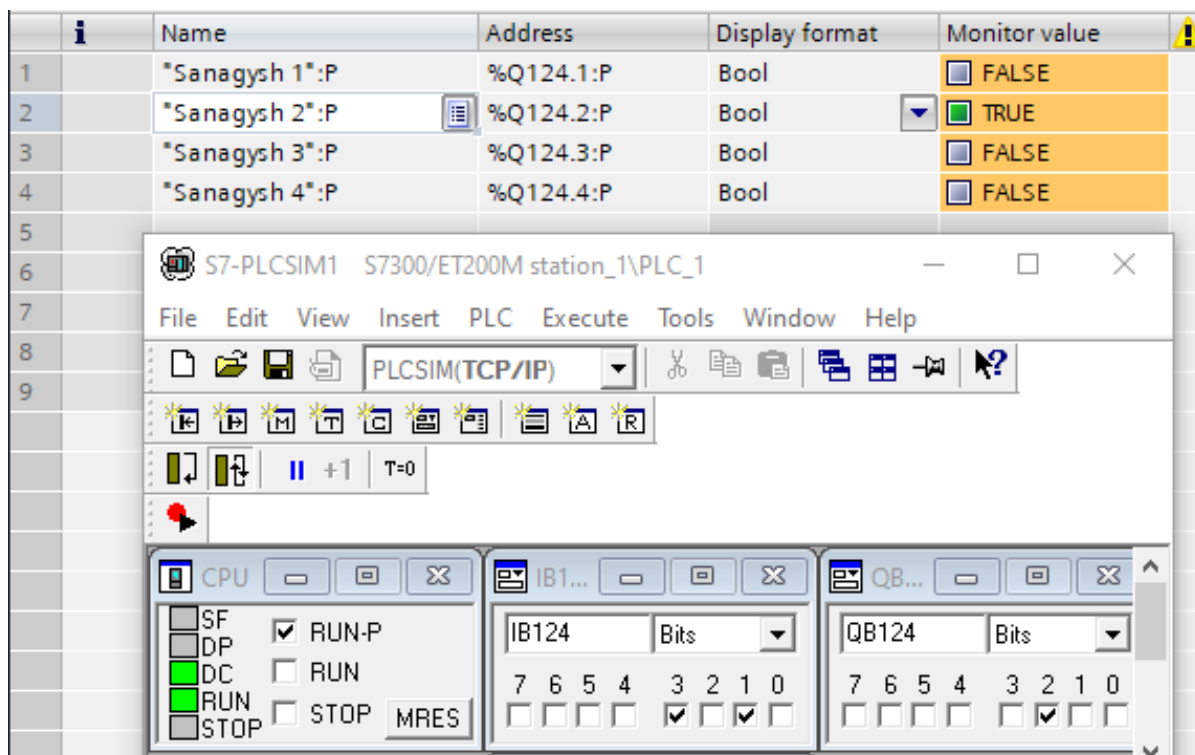 i Name Address Display format Monitor value
1 "Sanagysh 1":P %Q124.1:P Bool FALSE
2 "Sanagysh 2":P %Q124.2:P Bool TRUE
3 "Sanagysh 3":P %Q124.3:P Bool FALSE
4 "Sanagysh 4":P %Q124.4:P Bool FALSE
5
6
7
8
9
S7-PLCSIM1 S7300/ET200M station_1\PLC_1
File Edit View Insert PLC Execute Tools Window Help
PLCSIM(TCP/IP)
M T C A R
+1 T=0
CPU IB1... QB...
SF RUN-P IB124 Bits QB124 Bits
DP
DC RUN
RUN 7 6 5 4 3 2 1 0 7 6 5 4 3 2 1 0
STOP STOP MRES